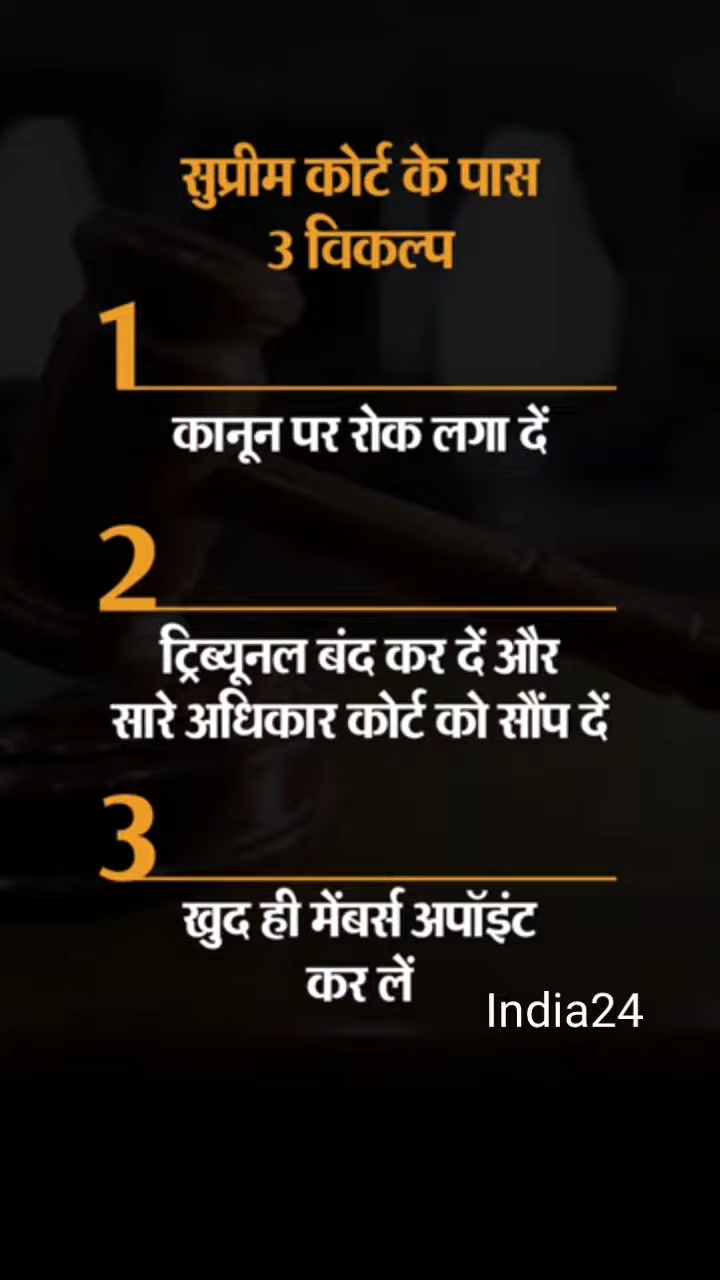 सुप्रीम कोर्ट के पास
3 विकल्प
1
कानून पर रोक लगा दें
2
ट्रिब्यूनल बंद कर दें और
सारे अधिकार कोर्ट को सौंप दें
3
खुद ही मेंबर्स अपॉइंट
कर लें
India24